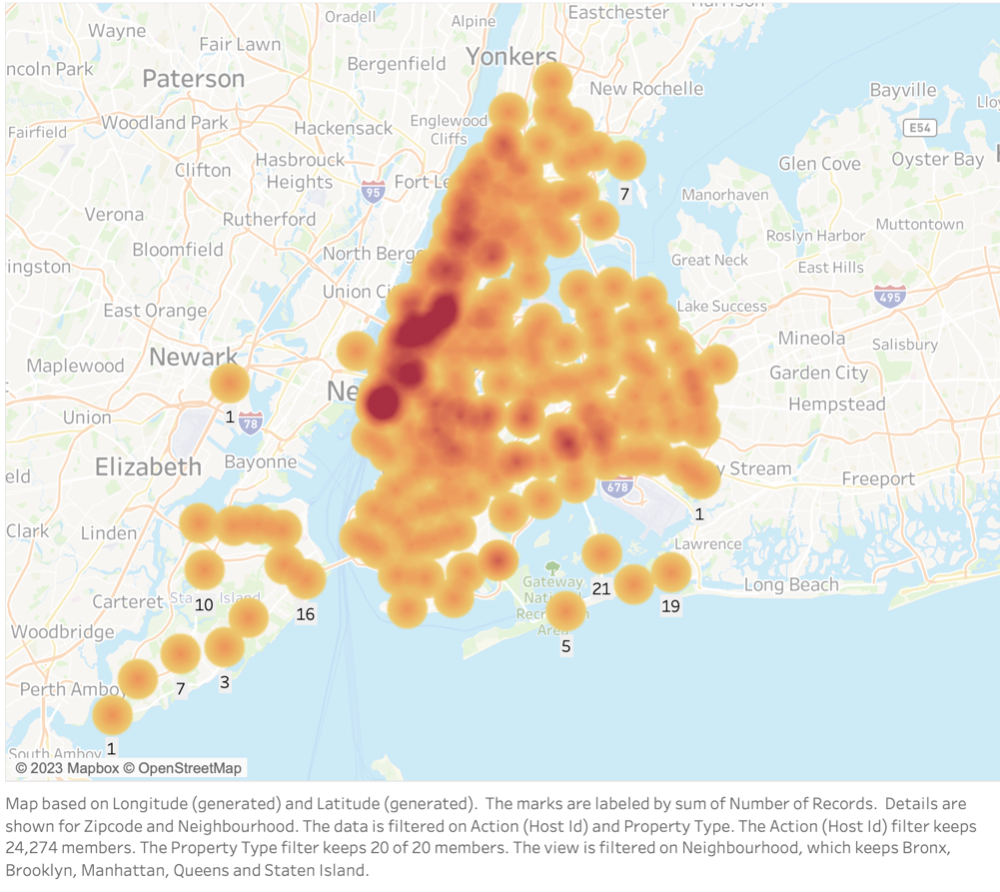 Oradell
Alpine
Eastchester
Harrison
Wayne
Fair Lawn
Yonkers
ncoln Park
Bergenfield
Paterson
New Rochelle
Bayville
Lloy
Fairfield
Woodland Park
Hackensack
Englewood
Cliffs
E54
Glen Cove
Oyster Bay
H
Clifton
Hasbrouck
Heights
95
Fort Le
7
Manorhaven
Verona
Rutherford
Muttontown
Bloomfield
North Berge
Roslyn Harbor
ingston
Great Neck
East Hills
Union Ci
495
East Orange
Lake Success
Mineola
Salisbury
Maplewood
Newark
Garden City
Ne
Hempstead
Union
1
78
Elizabeth
Bayonne
y Stream
Freeport
eld
678
1
Clark
Linden
Lawrence
Long Beach
Carteret
10
Sta
Island
16
Gateway
Nati
Recr
Area
21
19
5
Woodbridge
7
3
Perth Amboy
1
South Amboy
© 2023 Mapbox © OpenStreetMap
Map based on Longitude (generated) and Latitude (generated).  The marks are labeled by sum of Number of Records.  Details are
shown for Zipcode and Neighbourhood. The data is filtered on Action (Host Id) and Property Type. The Action (Host Id) filter keeps
24,274 members. The Property Type filter keeps 20 of 20 members. The view is filtered on Neighbourhood, which keeps Bronx,
Brooklyn, Manhattan, Queens and Staten Island.